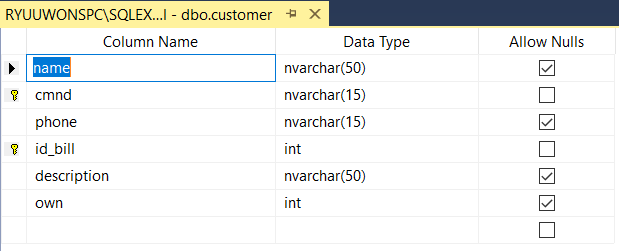 RYUUWONSPC\SQLEX...l - dbo.customer
Column Name Data Type Allow Nulls
name nvarchar(50)
cmnd nvarchar(15)
phone nvarchar(15)
id_bill int
description nvarchar(50)
own int